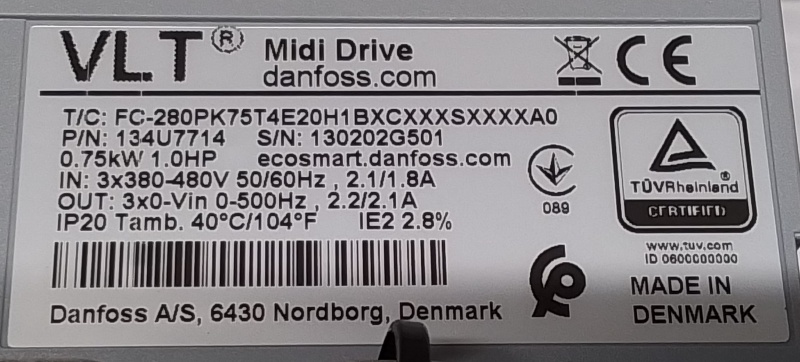 VLT® Midi Drive
danfoss.com
T/C: FC-280PK75T4E20H1BXCXXXSXXXXA0
P/N: 134U7714 S/N: 130202G501
0.75kW 1.0HP ecosmart.danfoss.com
IN: 3x380-480V 50/60Hz , 2.1/1.8A
OUT: 3x0-Vin 0-500Hz , 2.2/2.1A
IP20 Tamb. 40°C/104°F IE2 2.8%
Danfoss A/S, 6430 Nordborg, Denmark
CE
089
TÜVRheinland®
CERTIFIED
www.tuv.com
ID 0600000000
MADE IN
DENMARK